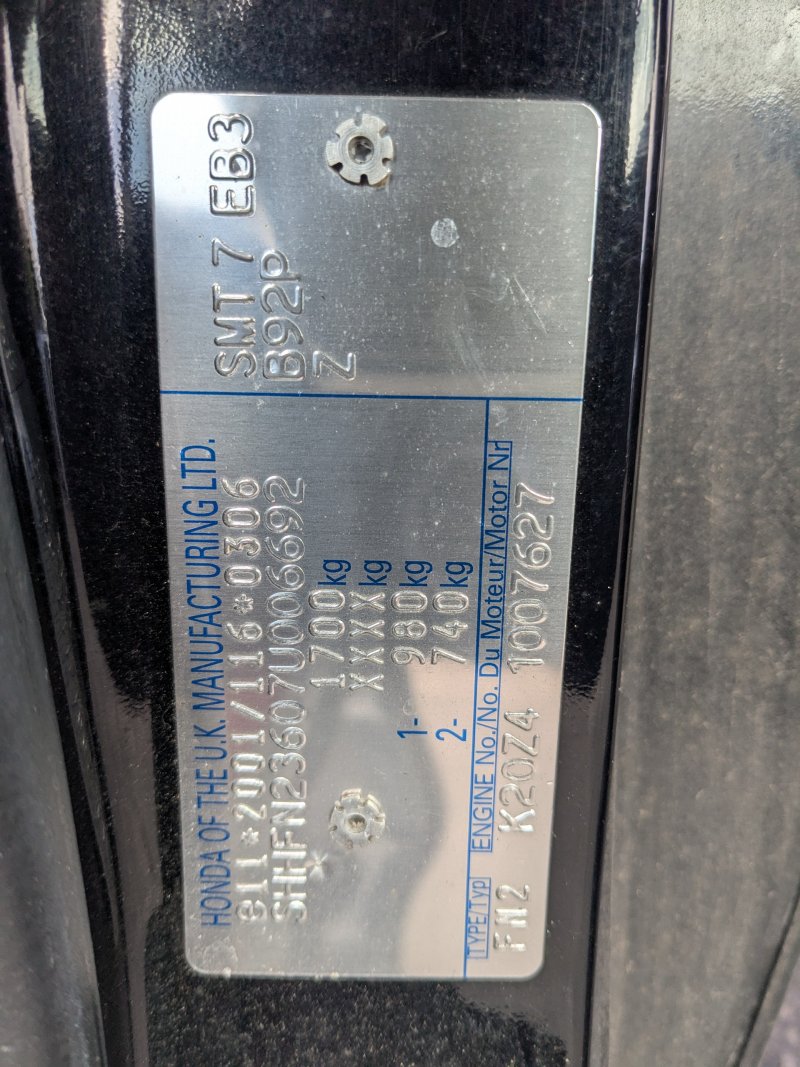 HONDA OF THE U.K. MANUFACTURING LTD.
e11*2001/116*0306
SHHFN23607U006692
1700kg
XXXXkg
1- 980kg
2- 740kg
TYPE/Typ ENGINE No./No. Du Moteur/Motor Nr
FN2 K20Z4 1007627
SMT 7 EB3
B92P
Z